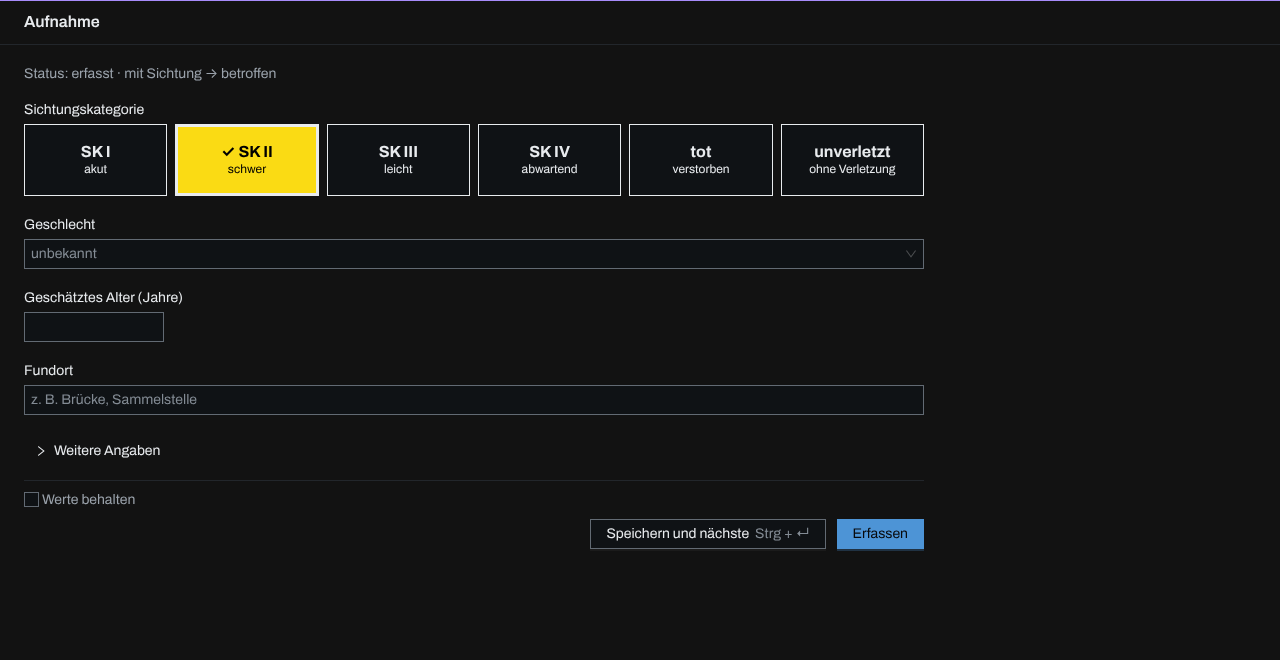 Aufnahme
Status: erfasst · mit Sichtung → betroffen
Sichtungskategorie
SK I
akut
✓ SK II
schwer
SK III
leicht
SK IV
abwartend
tot
verstorben
unverletzt
ohne Verletzung
Geschlecht
unbekannt
Geschätztes Alter (Jahre)
Fundort
z. B. Brücke, Sammelstelle
Weitere Angaben
Werte behalten
Speichern und nächste Strg + ↵
Erfassen